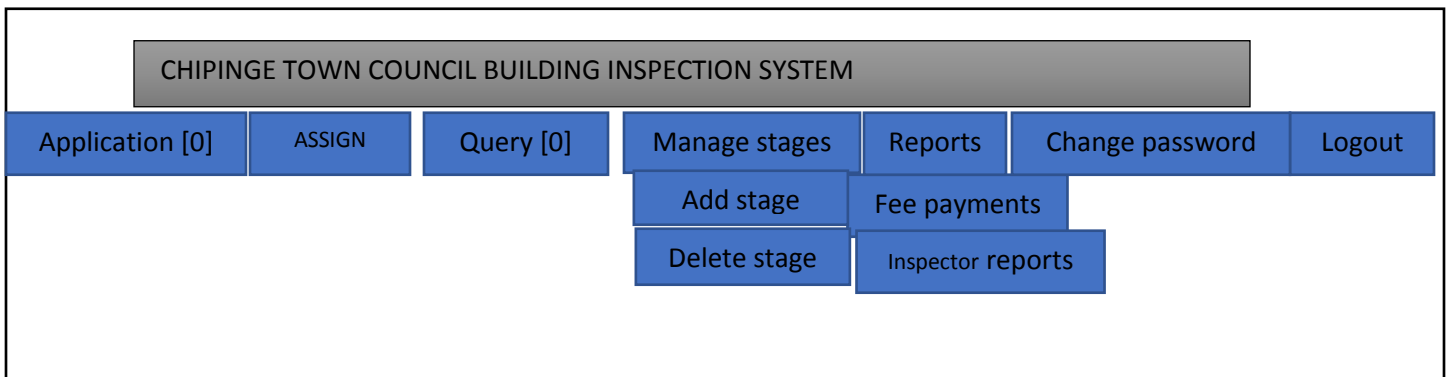 CHIPINGE TOWN COUNCIL BUILDING INSPECTION SYSTEM
Application [0] ASSIGN Query [0] Manage stages Reports Change password Logout
Add stage Fee payments
Delete stage Inspector reports